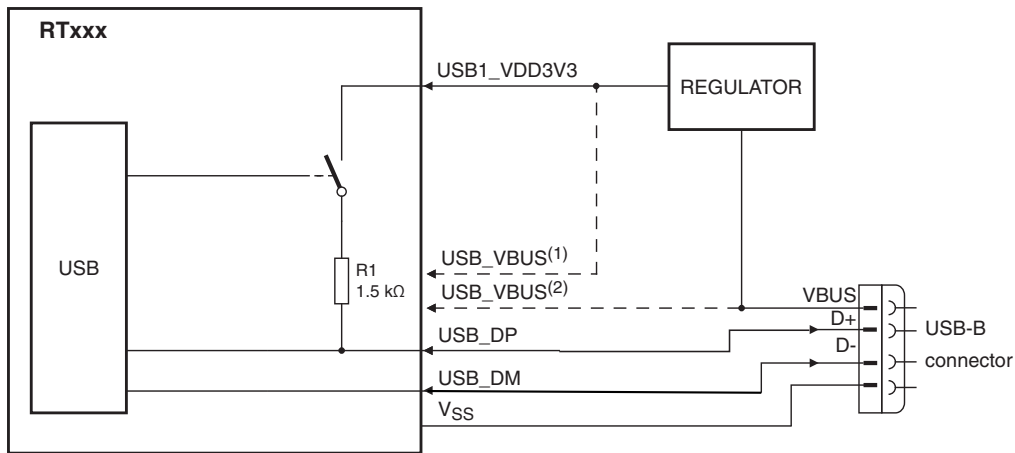 RTxxx
USB1_VDD3V3
REGULATOR
USB
R1
1.5 kΩ
USB_VBUS(1)
USB_VBUS(2)
VBUS
D+
USB-B
USB_DP
D-
connector
USB_DM
VSS